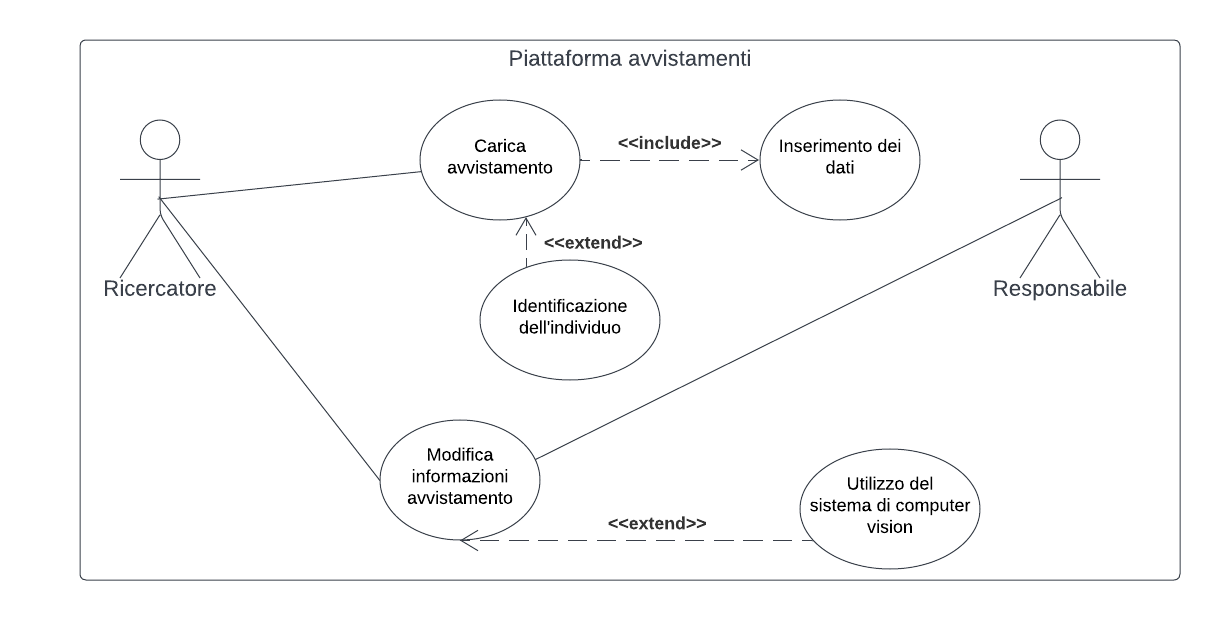 Piattaforma avvistamenti
Carica
avvistamento
<<include>>
Inserimento dei
dati
<<extend>>
Ricercatore
Responsabile
Identificazione
dell'individuo
Modifica
informazioni
avvistamento
Utilizzo del
sistema di computer
vision
<<extend>>